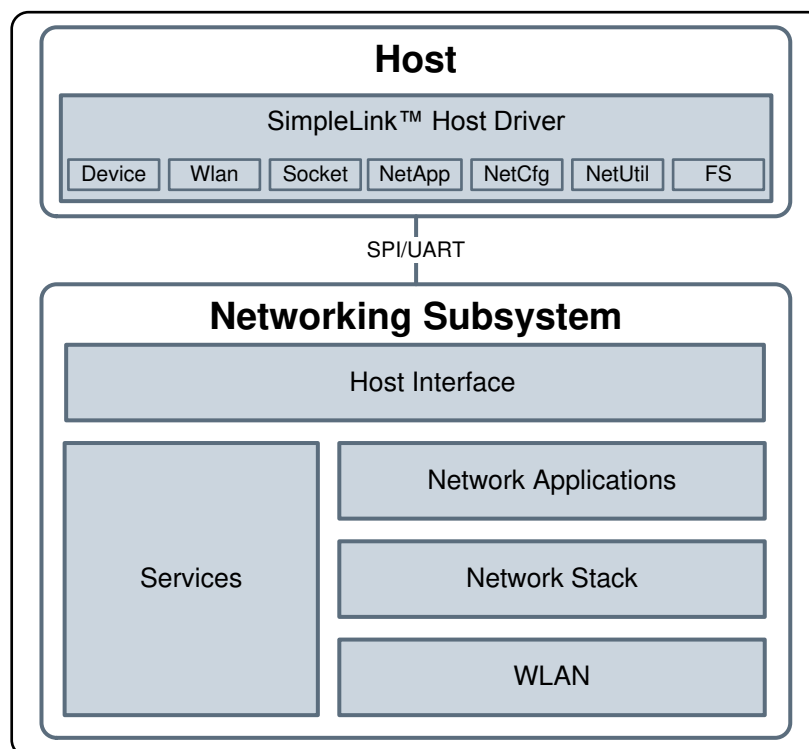 Host
SimpleLink™ Host Driver
Device Wlan Socket NetApp NetCfg NetUtil FS
SPI/UART
Networking Subsystem
Host Interface
Services
Network Applications
Network Stack
WLAN